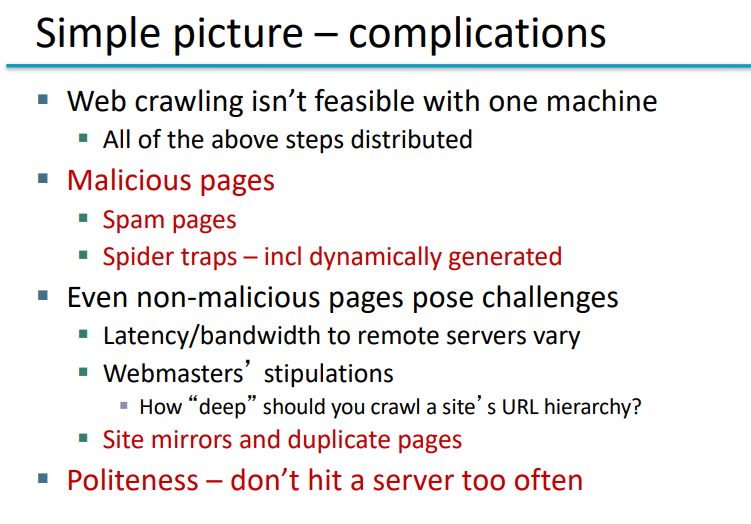 Simple picture – complications
Web crawling isn’t feasible with one machine
All of the above steps distributed
Malicious pages
Spam pages
Spider traps – incl dynamically generated
Even non-malicious pages pose challenges
Latency/bandwidth to remote servers vary
Webmasters’ stipulations
How “deep” should you crawl a site’s URL hierarchy?
Site mirrors and duplicate pages
Politeness – don’t hit a server too often